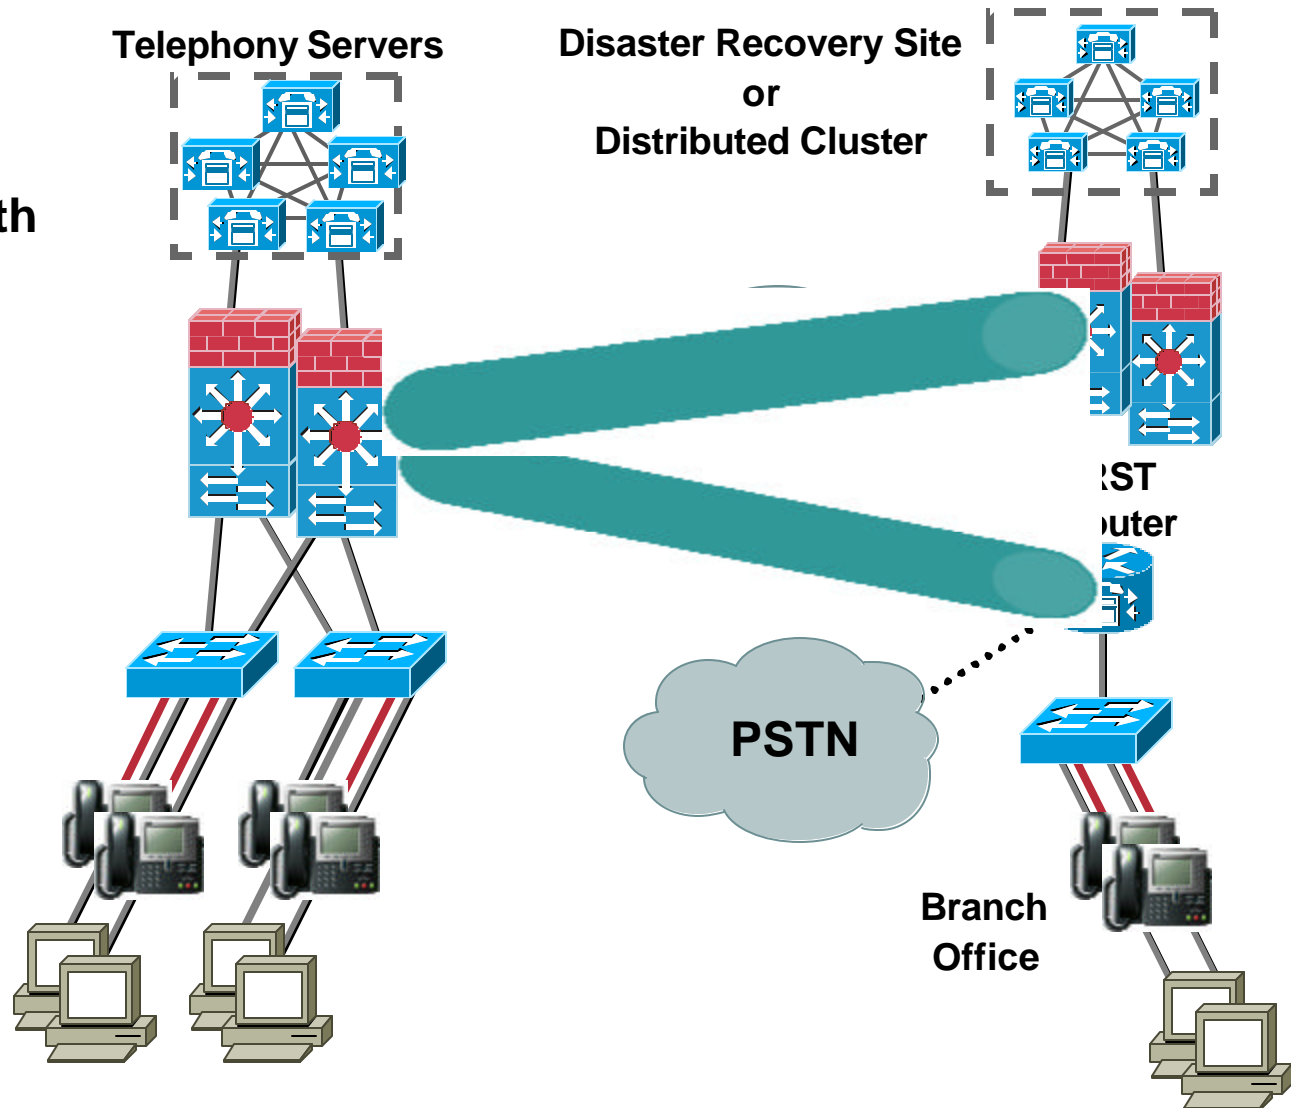 Telephony Servers
Disaster Recovery Site
or
Distributed Cluster
PSTN
Branch
Office